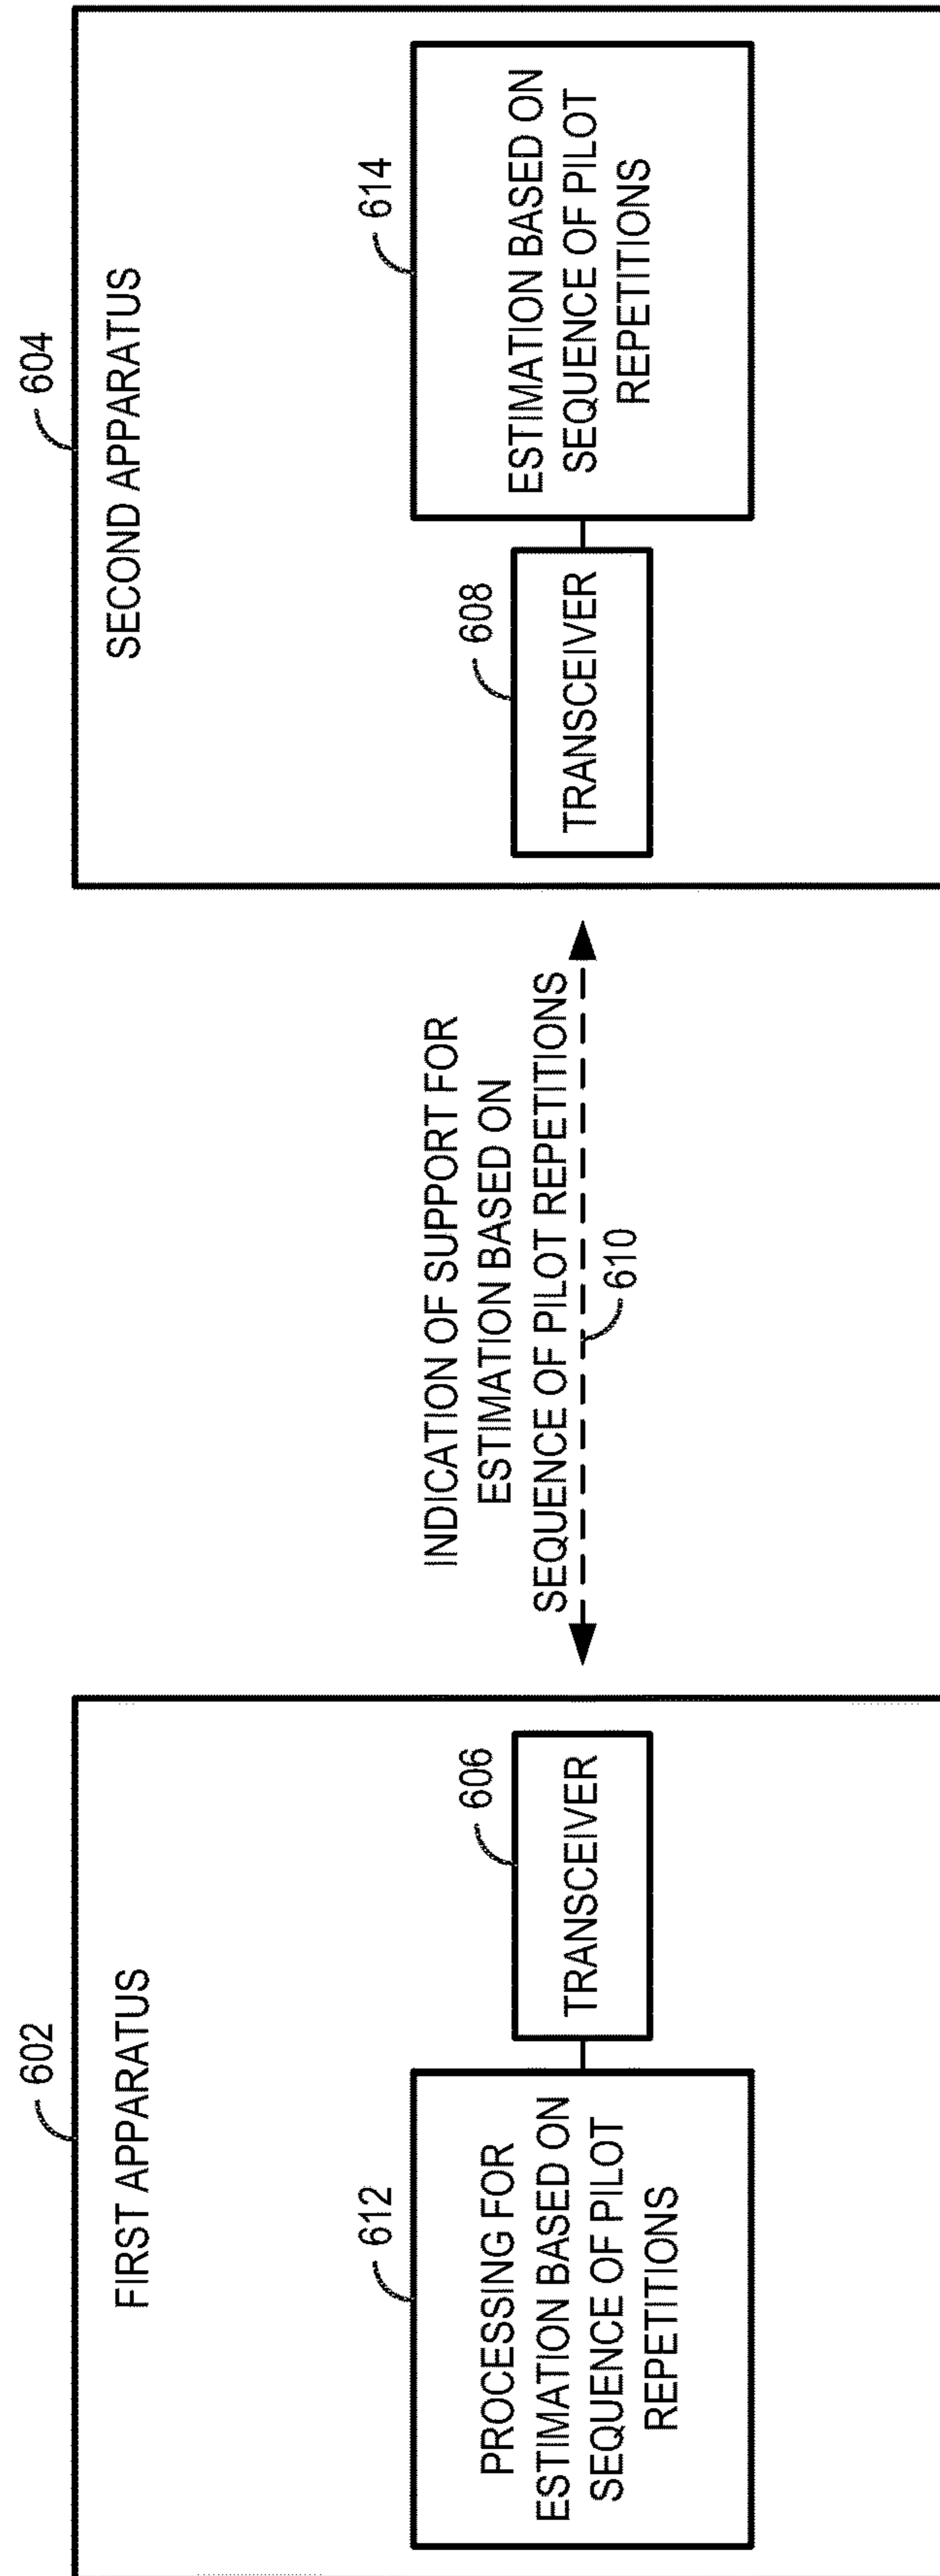 602
FIRST APPARATUS
612
PROCESSING FOR
ESTIMATION BASED ON
SEQUENCE OF PILOT
REPETITIONS
606
TRANSCEIVER
INDICATION OF SUPPORT FOR
ESTIMATION BASED ON
SEQUENCE OF PILOT REPETITIONS
610
604
SECOND APPARATUS
608
TRANSCEIVER
614
ESTIMATION BASED ON
SEQUENCE OF PILOT
REPETITIONS